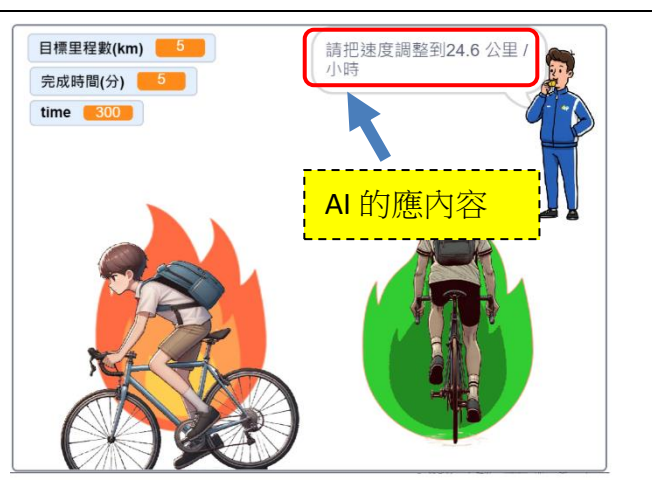 目標里程數(km) 5
完成時間(分) 5
time 300
請把速度調整到24.6 公里 /
小時
AI 的應內容